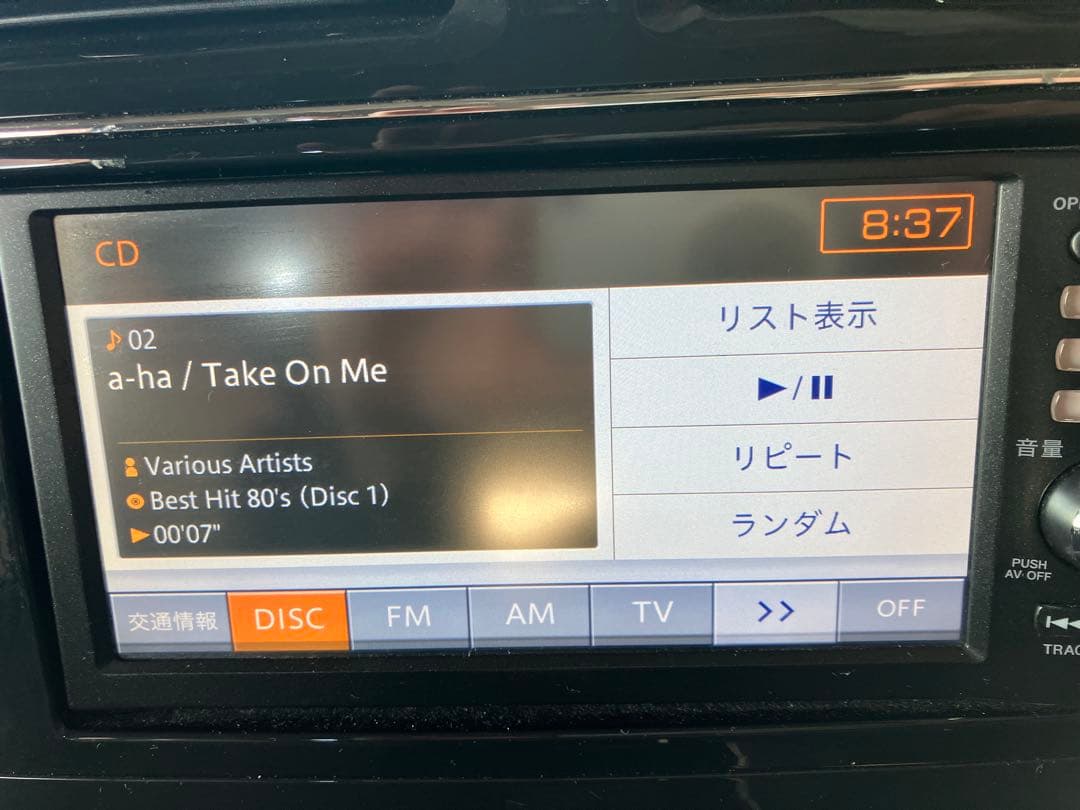 CD
8:37
02
a-ha / Take On Me
Various Artists
Best Hit 80's (Disc 1)
00'07"
リスト表示
▶/❚❚
リピート
ランダム
交通情報 DISC FM AM TV >> OFF
音量
PUSH
AV·OFF